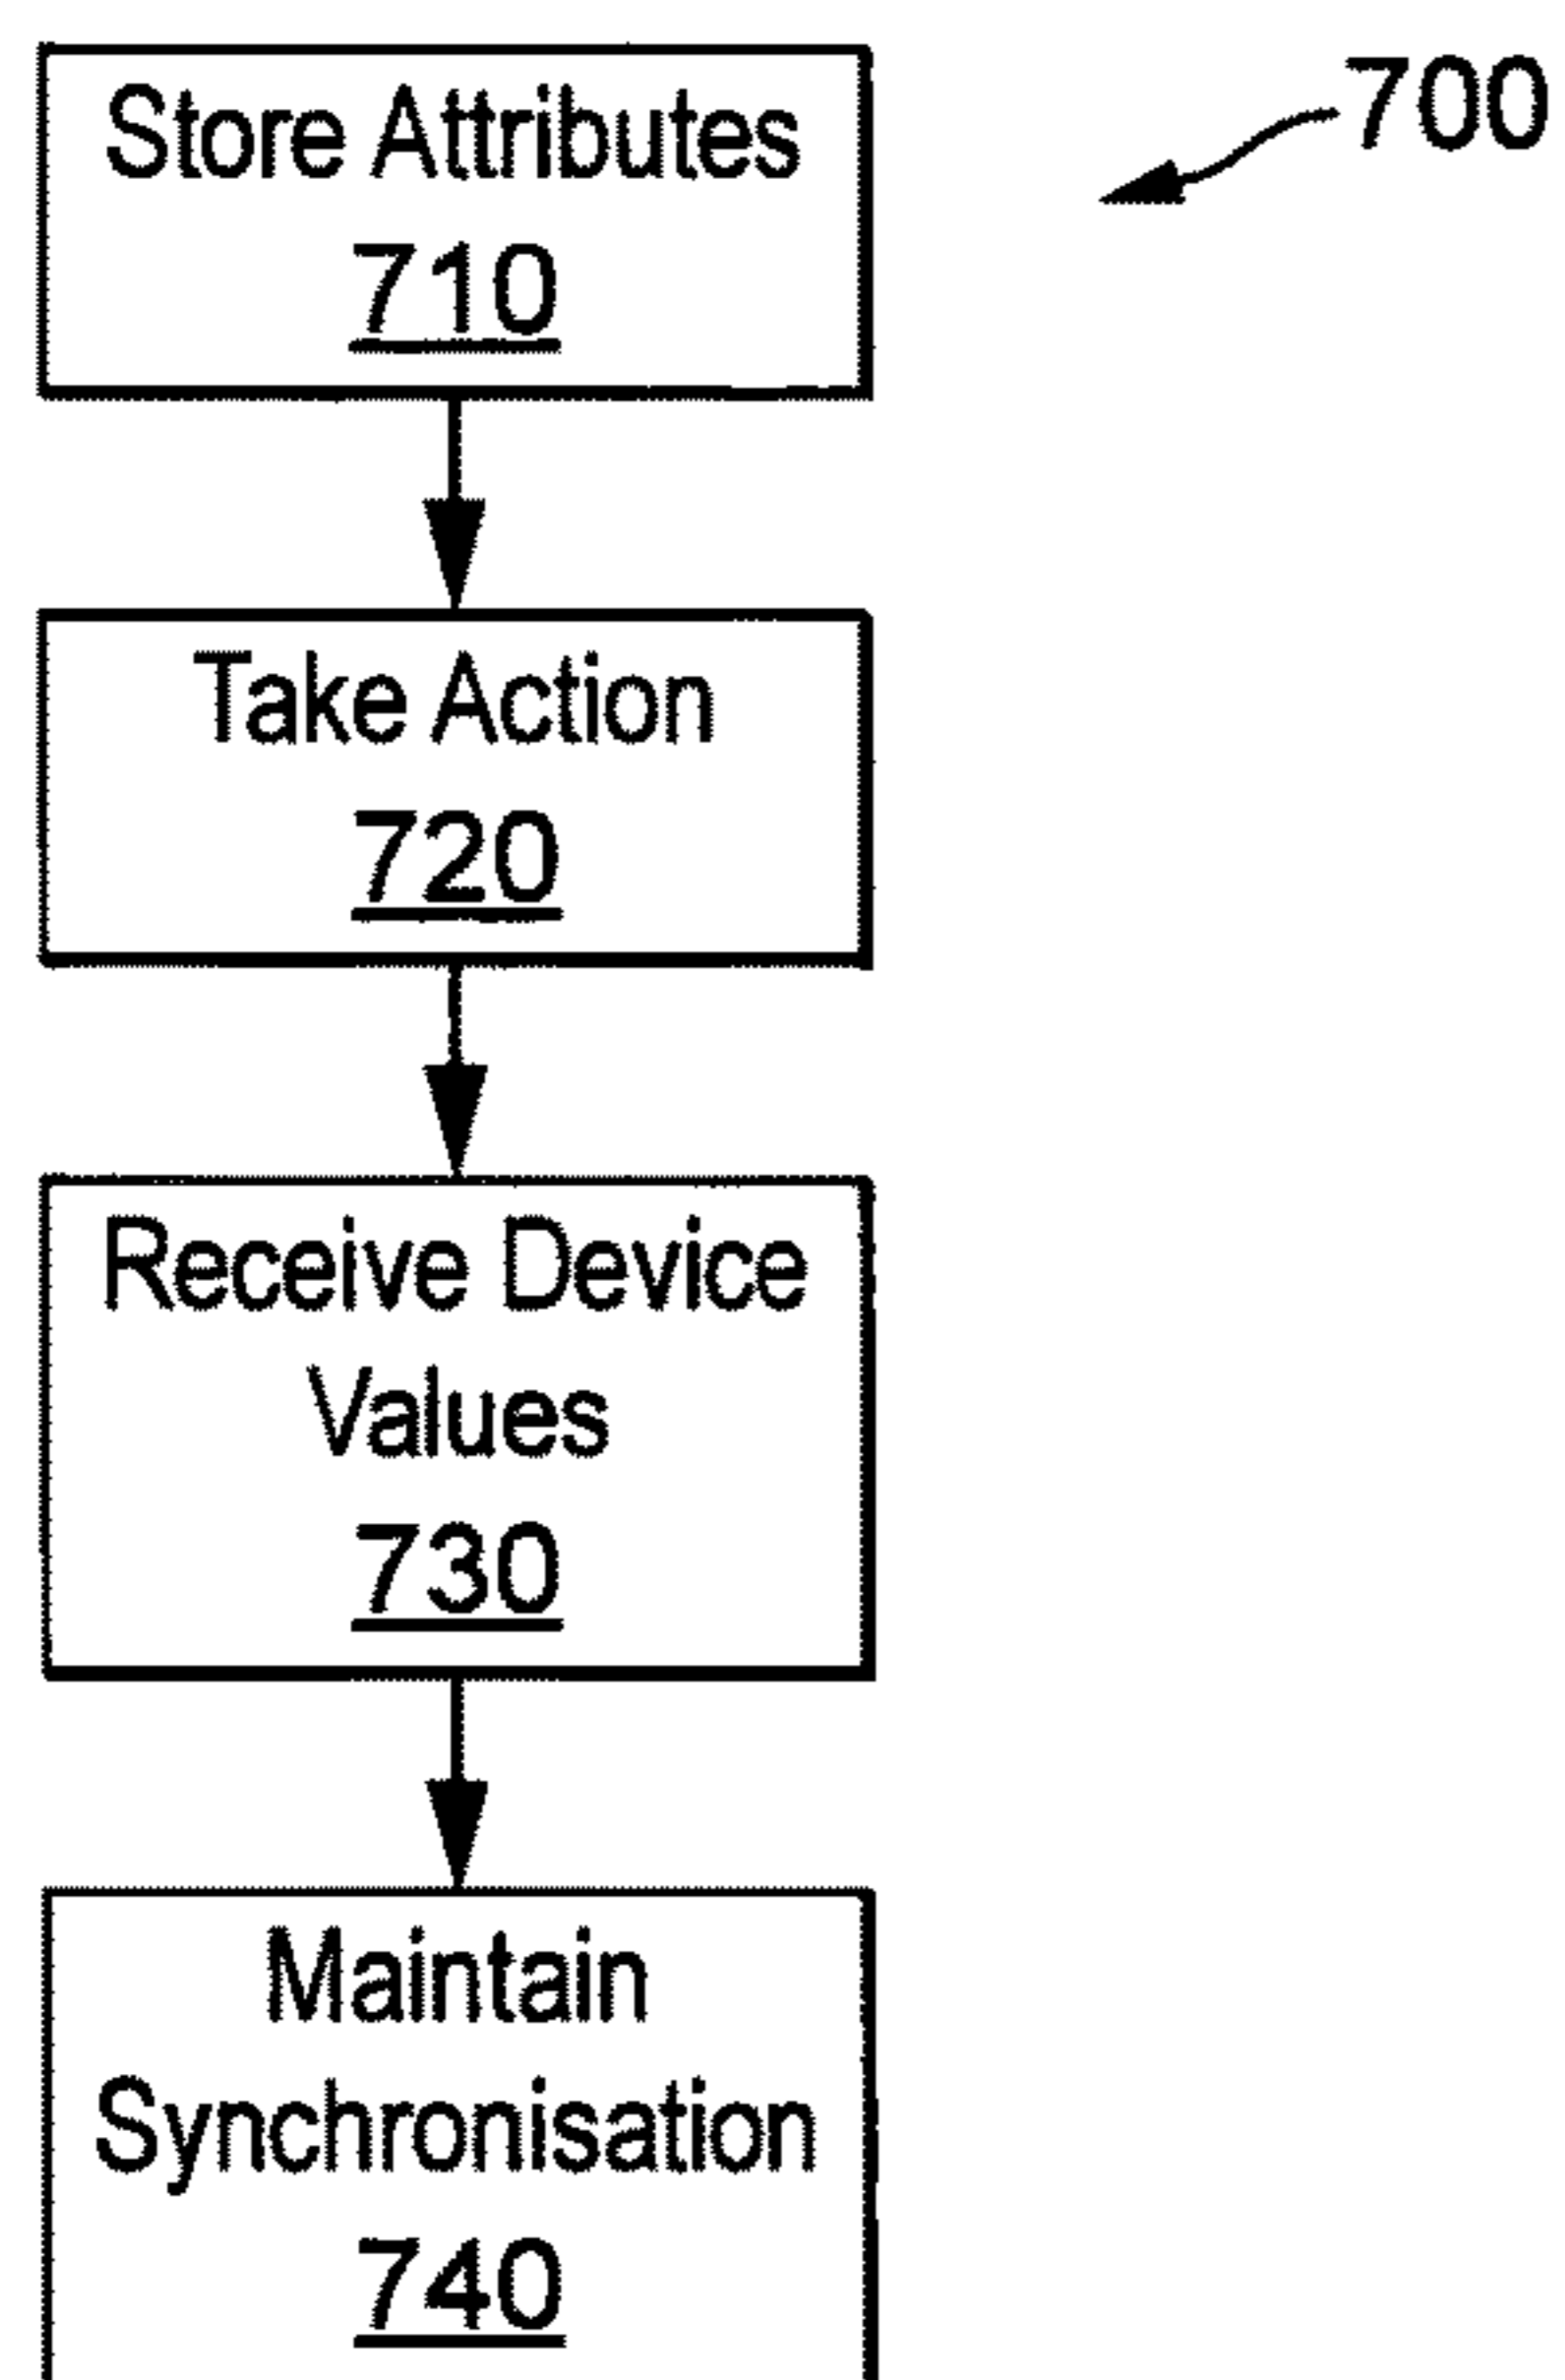 Store Attributes
700
710
Take Action
720
Receive Device
Values
730
Maintain
Synchronisation
740